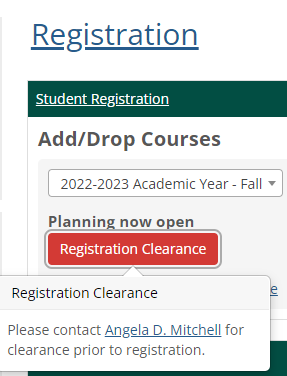 Registration
Student Registration
Add/Drop Courses
2022-2023 Academic Year - Fall
Planning now open
Registration Clearance
Registration Clearance
Please contact Angela D. Mitchell for
clearance prior to registration.